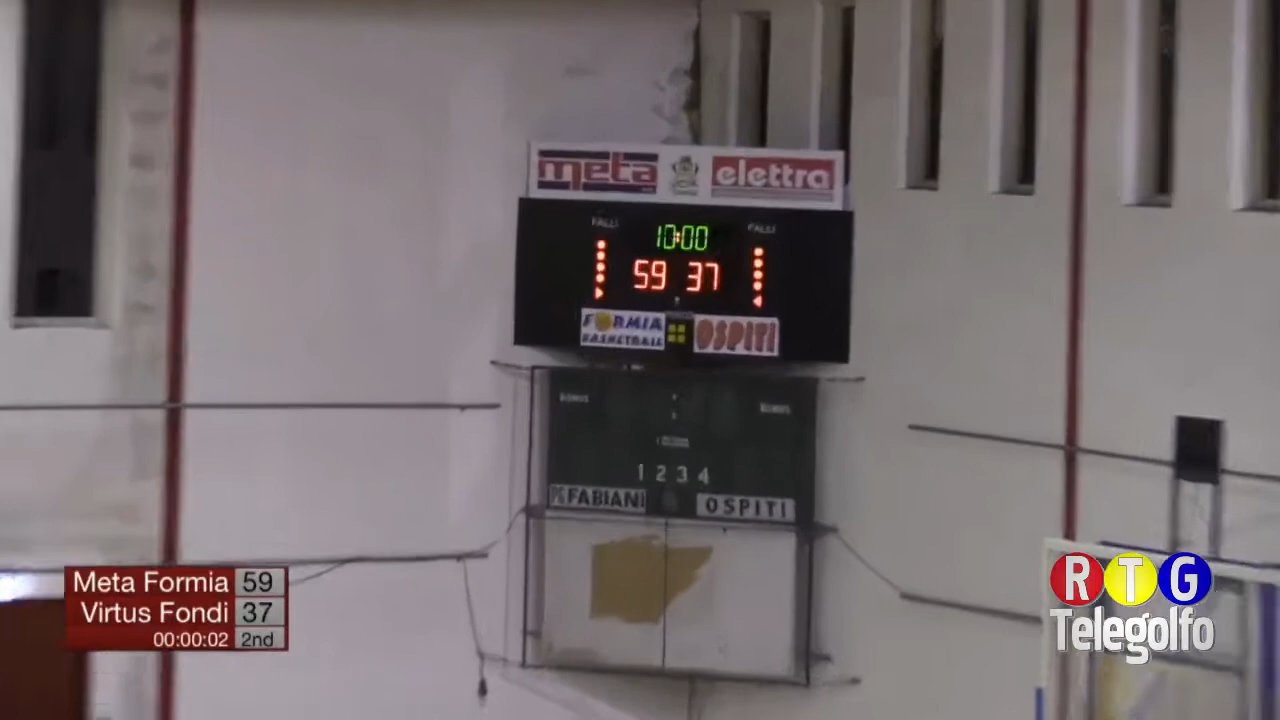 meta elettra
FALLI FALLI
10:00
59 37
FORMIA
BASKETBALL OSPITI
BONUS BONUS
1 2 3 4
FABIANI OSPITI
Meta Formia 59
Virtus Fondi 37
00:00:02 2nd
RTG
Telegolfo